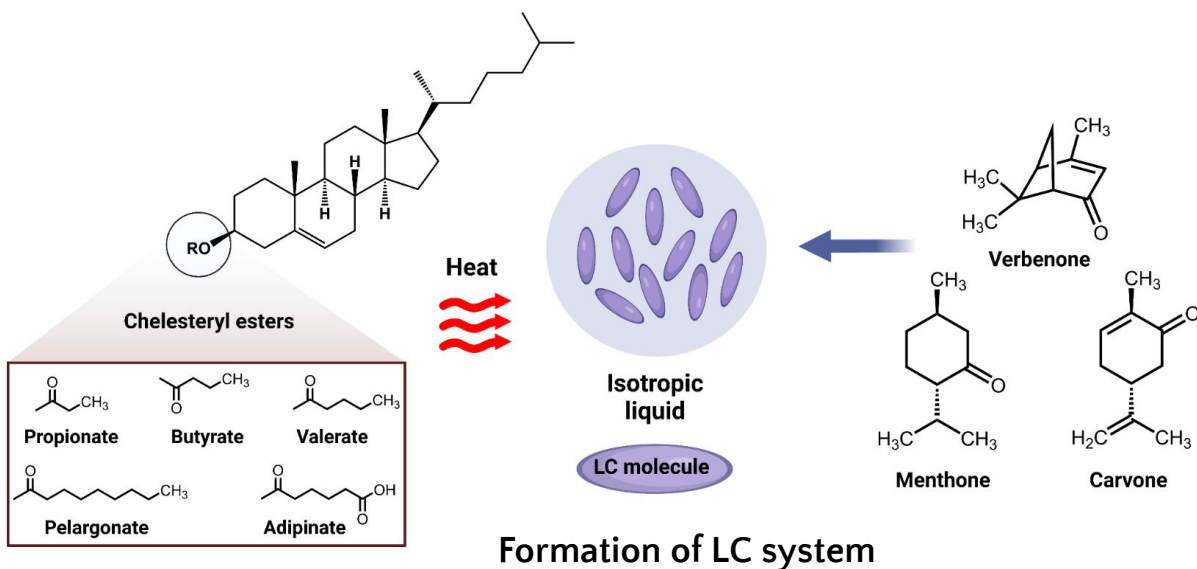 H
H
H
RO
Chelesteryl esters
O
CH3
Propionate
CH3
O
Butyrate
O
CH3
Valerate
O
CH3
Pelargonate
O
OH
O
Adipinate
Heat
Isotropic
liquid
LC molecule
CH3
H3C
H3C
O
Verbenone
CH3
O
H3C
CH3
Menthone
CH3
O
H2C
CH3
Carvone
Formation of LC system